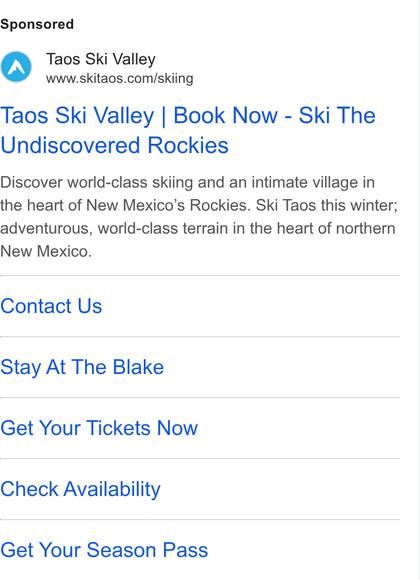 Sponsored
Taos Ski Valley
www.skitaos.com/skiing
Taos Ski Valley | Book Now - Ski The
Undiscovered Rockies
Discover world-class skiing and an intimate village in
the heart of New Mexico’s Rockies. Ski Taos this winter;
adventurous, world-class terrain in the heart of northern
New Mexico.
Contact Us
Stay At The Blake
Get Your Tickets Now
Check Availability
Get Your Season Pass